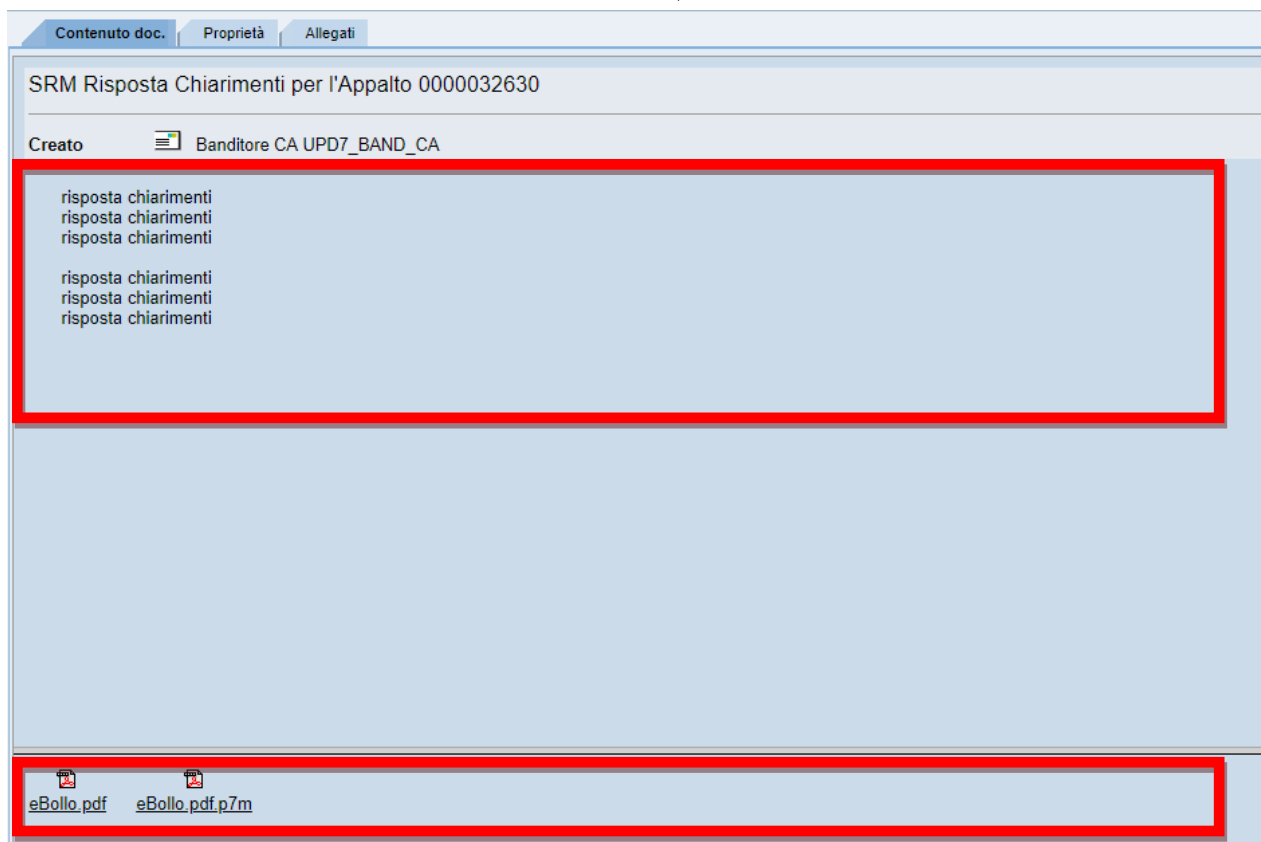 Contenuto doc. Proprietà Allegati
SRM Risposta Chiarimenti per l'Appalto 0000032630
Creato Banditore CA UPD7_BAND_CA
risposta chiarimenti
risposta chiarimenti
risposta chiarimenti
risposta chiarimenti
risposta chiarimenti
risposta chiarimenti
eBollo.pdf eBollo.pdf.p7m